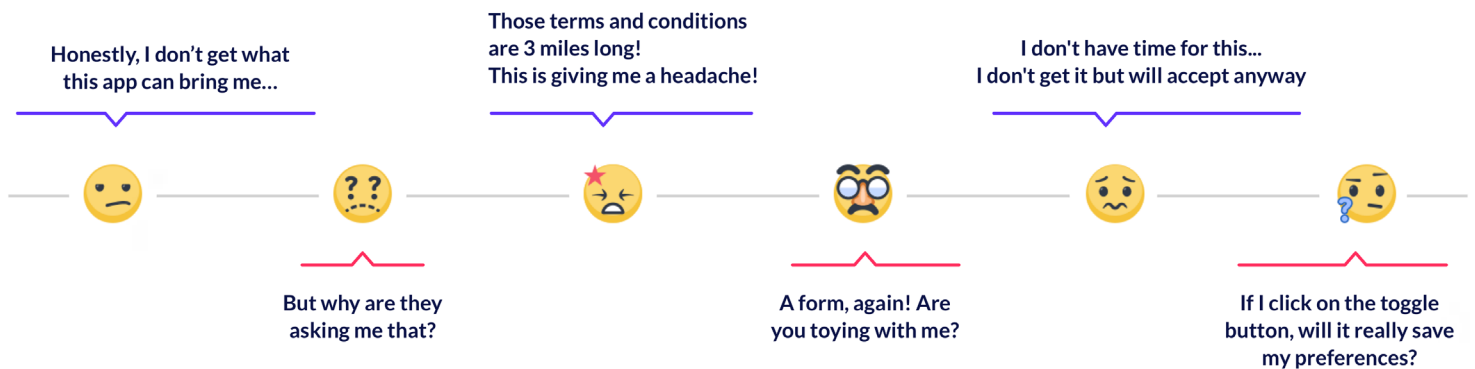 Honestly, I don’t get what
this app can bring me...
But why are they
asking me that?
Those terms and conditions
are 3 miles long!
This is giving me a headache!
A form, again! Are
you toying with me?
I don't have time for this...
I don't get it but will accept anyway
If I click on the toggle
button, will it really save
my preferences?